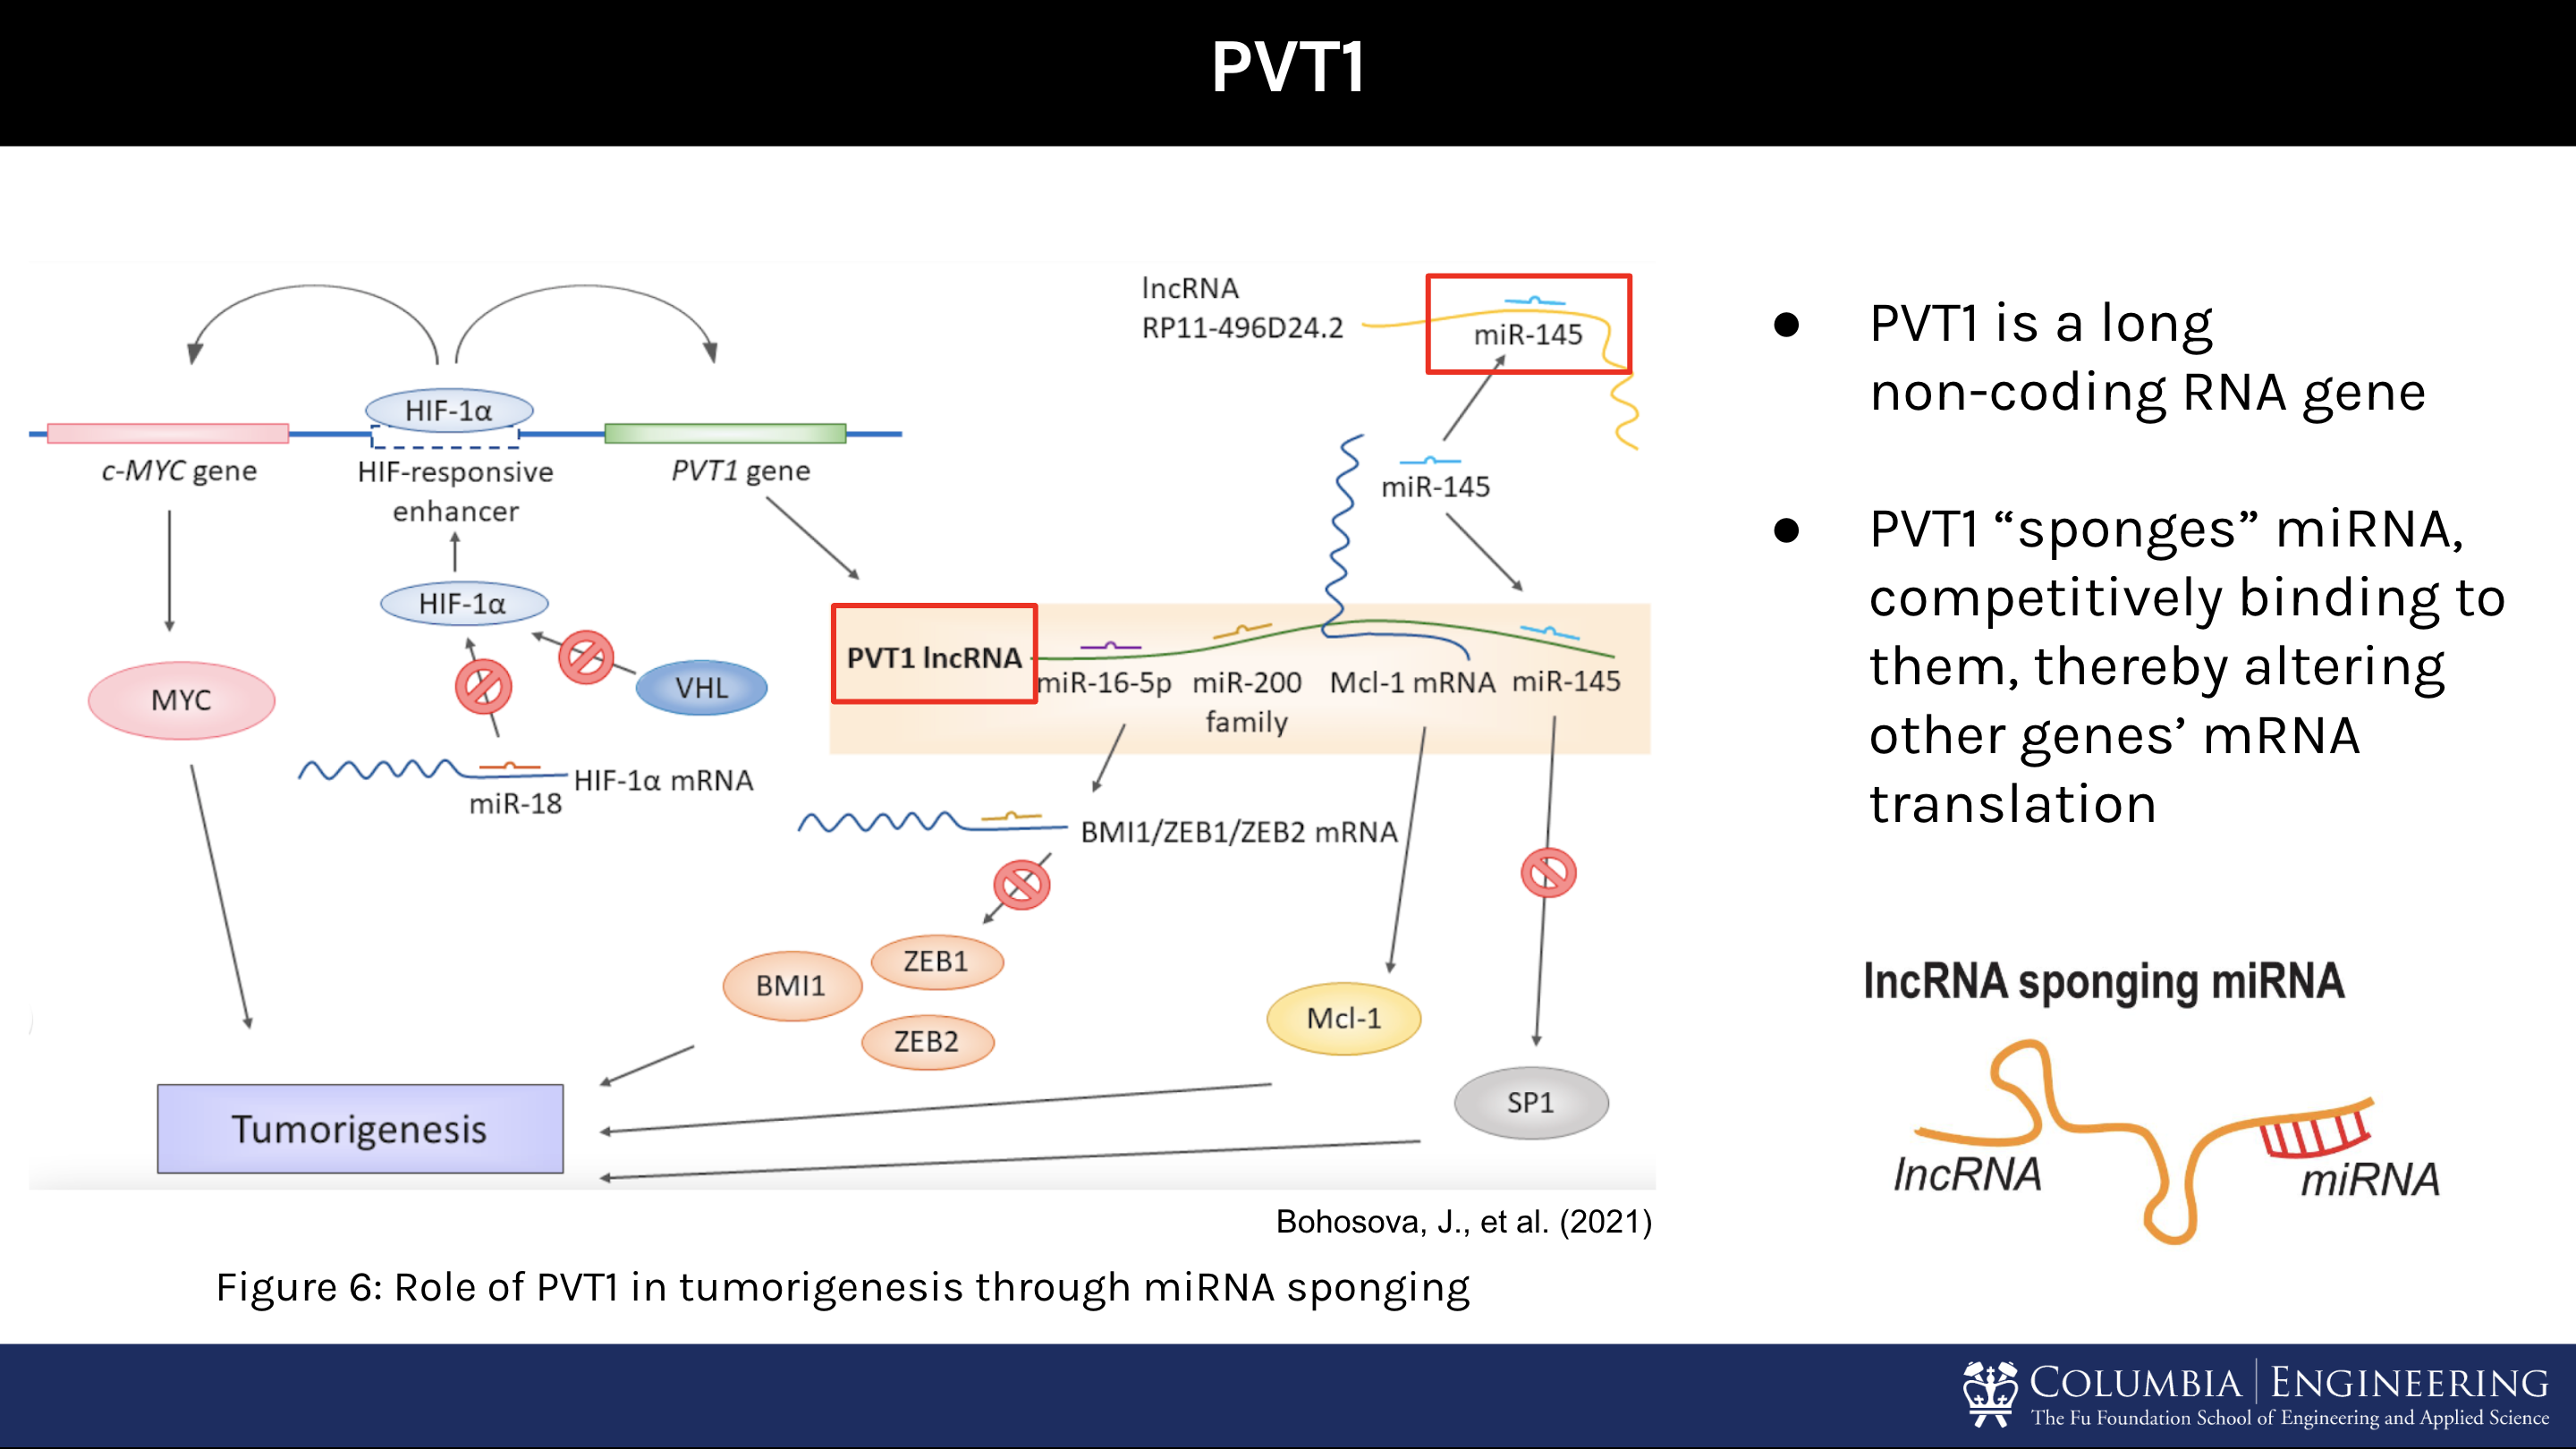 PVT1
lncRNA
RP11-496D24.2
miR-145
HIF-1α
c-MYC gene
HIF-responsive
enhancer
PVT1 gene
miR-145
HIF-1α
MYC
VHL
PVT1 lncRNA
miR-16-5p
miR-200
family
Mcl-1 mRNA
miR-145
HIF-1α mRNA
miR-18
BMI1/ZEB1/ZEB2 mRNA
BMI1
ZEB1
ZEB2
Mcl-1
SP1
Tumorigenesis
Bohosova, J., et al. (2021)
Figure 6: Role of PVT1 in tumorigenesis through miRNA sponging
● PVT1 is a long
non-coding RNA gene
● PVT1 “sponges” miRNA,
competitively binding to
them, thereby altering
other genes’ mRNA
translation
lncRNA sponging miRNA
lncRNA
miRNA
COLUMBIA | ENGINEERING
The Fu Foundation School of Engineering and Applied Science